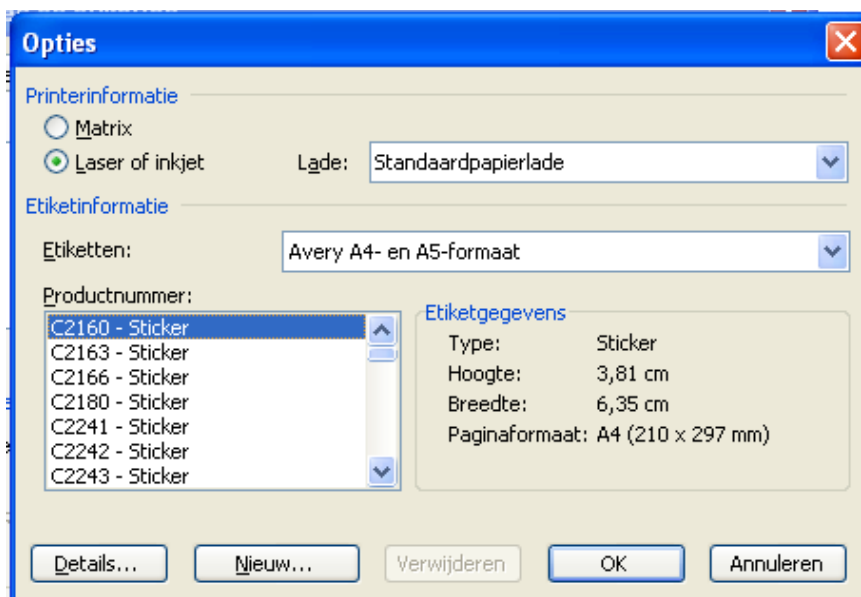 Opties
Printerinformatie
Matrix
Laser of inkjet Lade: Standaardpapierlade
Etiketinformatie
Etiketten: Avery A4- en A5-formaat
Productnummer:
C2160 - Sticker
C2163 - Sticker
C2166 - Sticker
C2180 - Sticker
C2241 - Sticker
C2242 - Sticker
C2243 - Sticker
Etiketgegevens
Type: Sticker
Hoogte: 3,81 cm
Breedte: 6,35 cm
Paginaformaat: A4 (210 x 297 mm)
Details... Nieuw... Verwijderen OK Annuleren